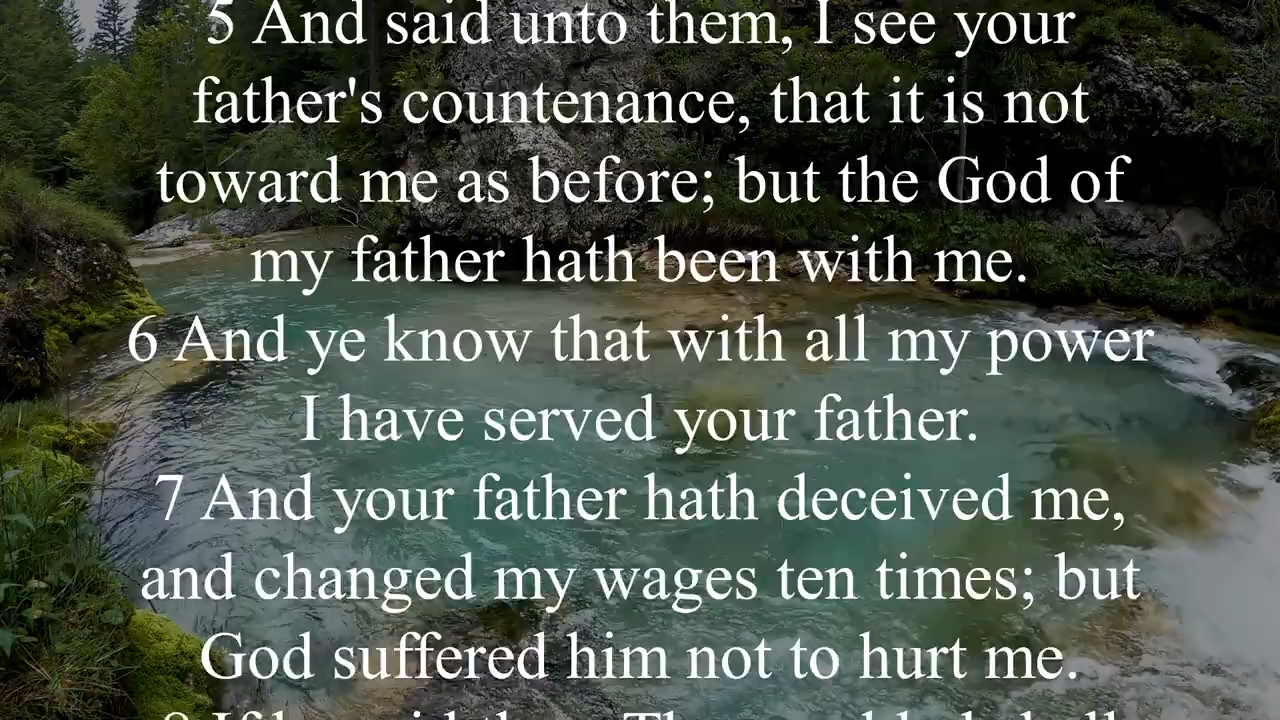 5 And said unto them, I see your
father's countenance, that it is not
toward me as before; but the God of
my father hath been with me.
6 And ye know that with all my power
I have served your father.
7 And your father hath deceived me,
and changed my wages ten times; but
God suffered him not to hurt me.